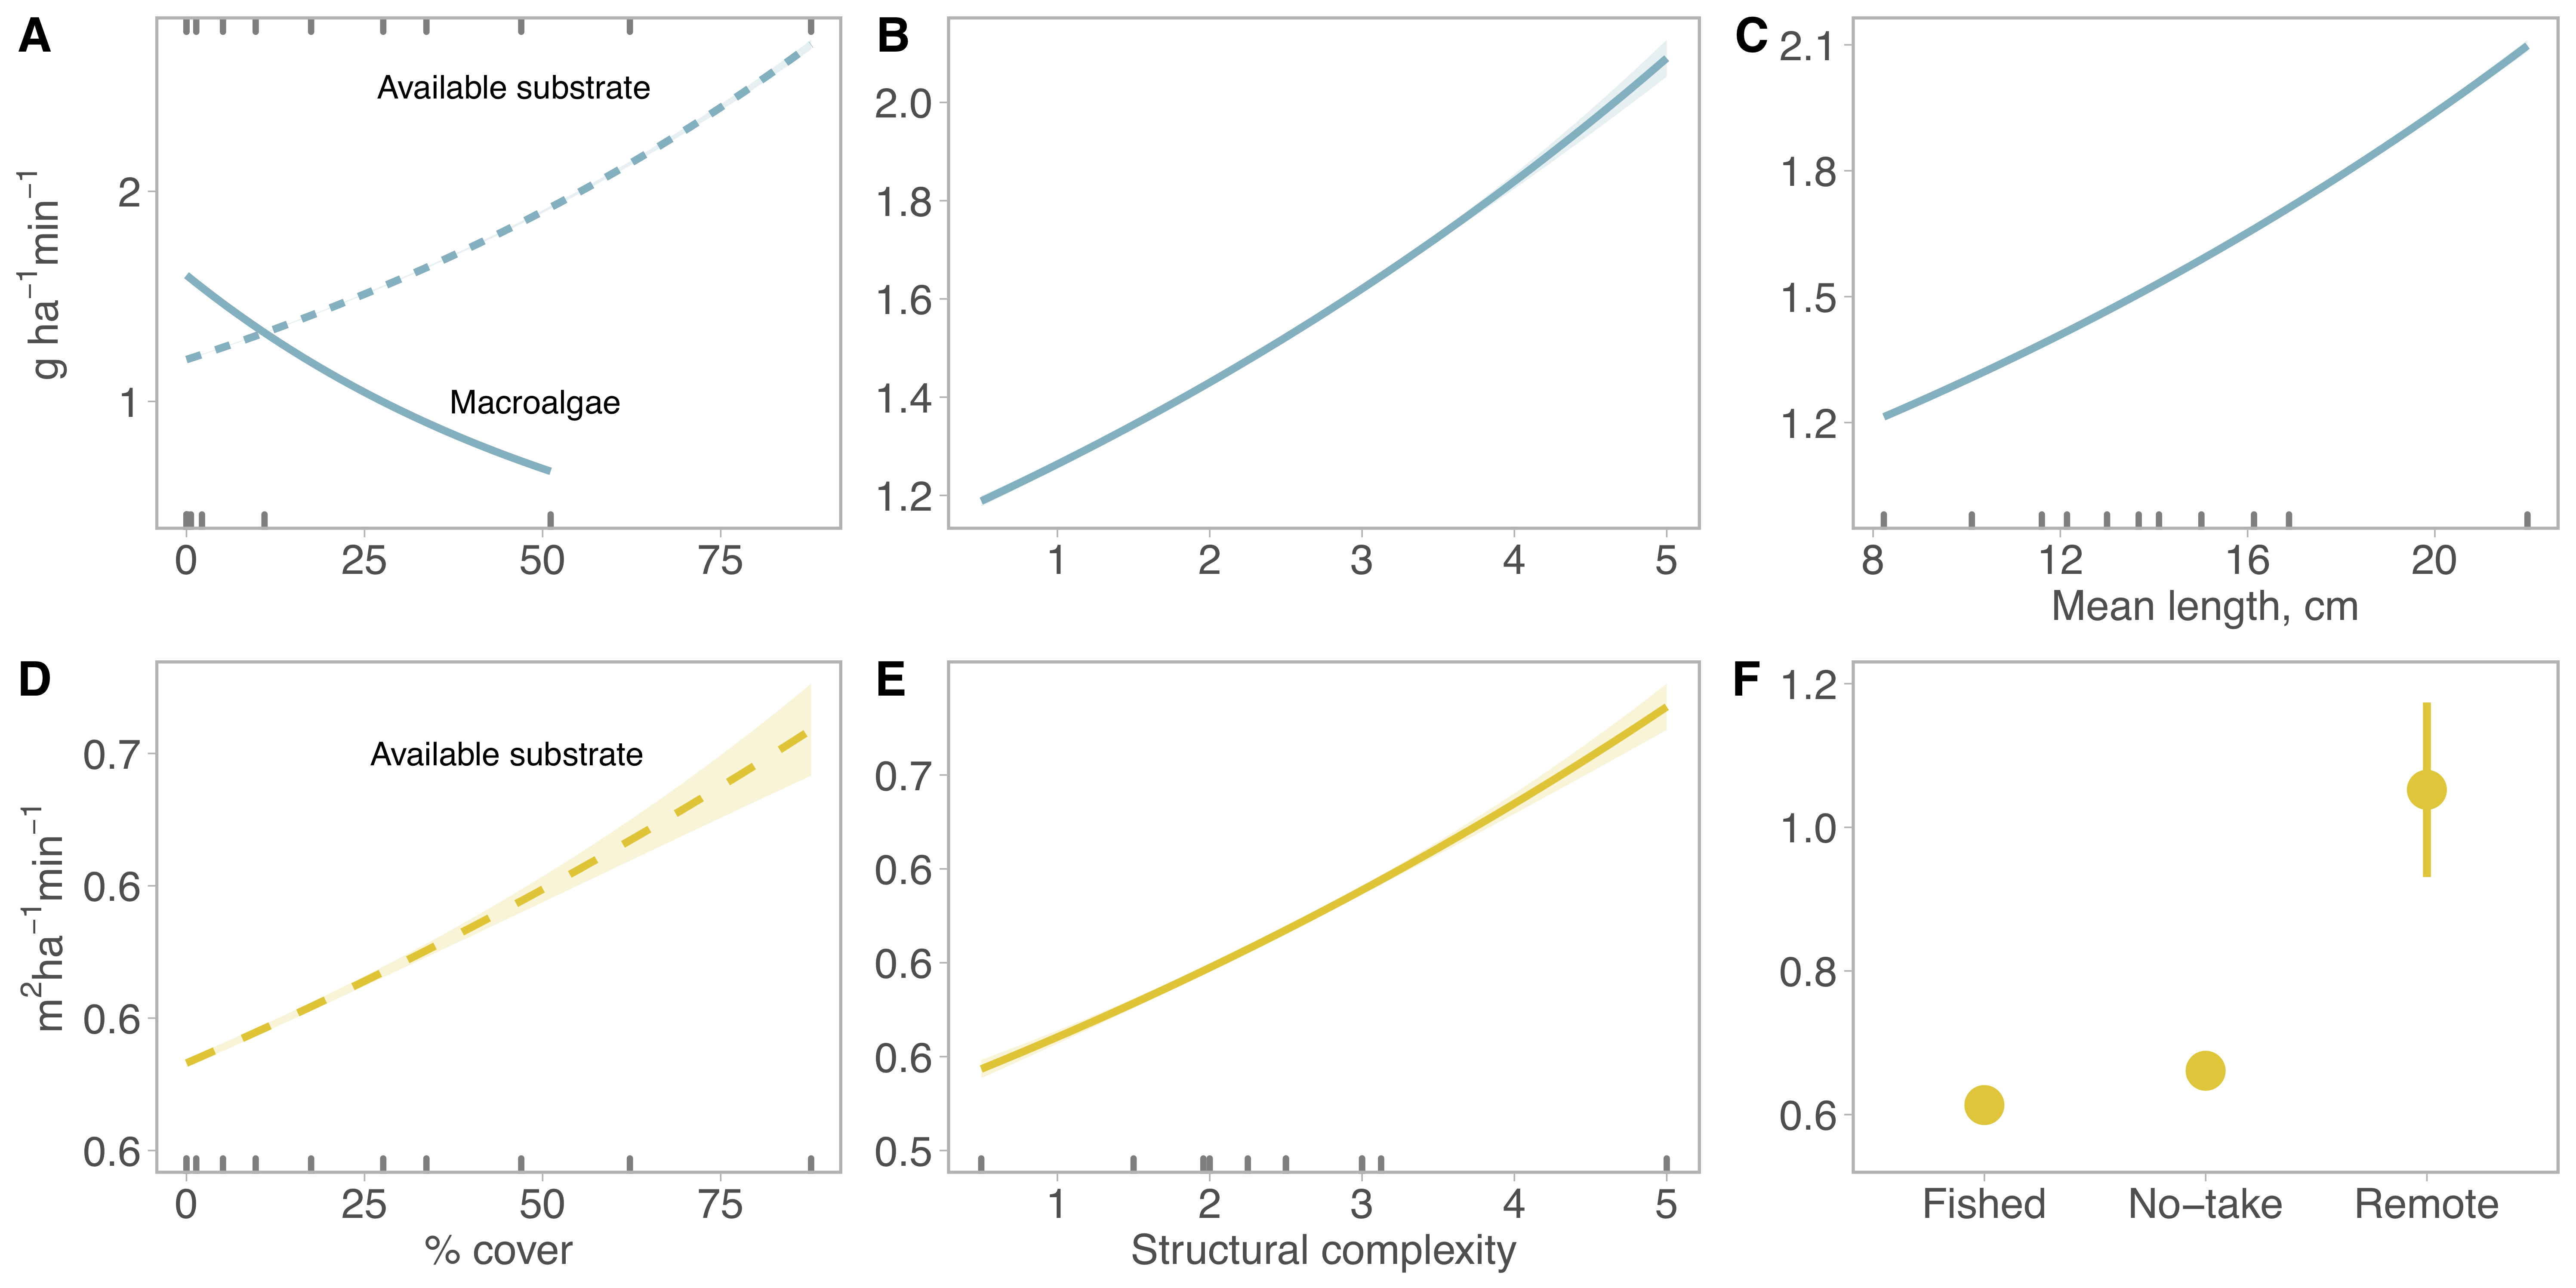 A
Available substrate
Macroalgae
g ha⁻¹min⁻¹
2
1
0 25 50 75
B
2.0
1.8
1.6
1.4
1.2
1 2 3 4 5
C
2.1
1.8
1.5
1.2
8 12 16 20
Mean length, cm
D
Available substrate
m²ha⁻¹min⁻¹
0.7
0.6
0.6
0.6
0 25 50 75
% cover
E
0.7
0.6
0.6
0.6
0.5
1 2 3 4 5
Structural complexity
F
1.2
1.0
0.8
0.6
Fished No−take Remote